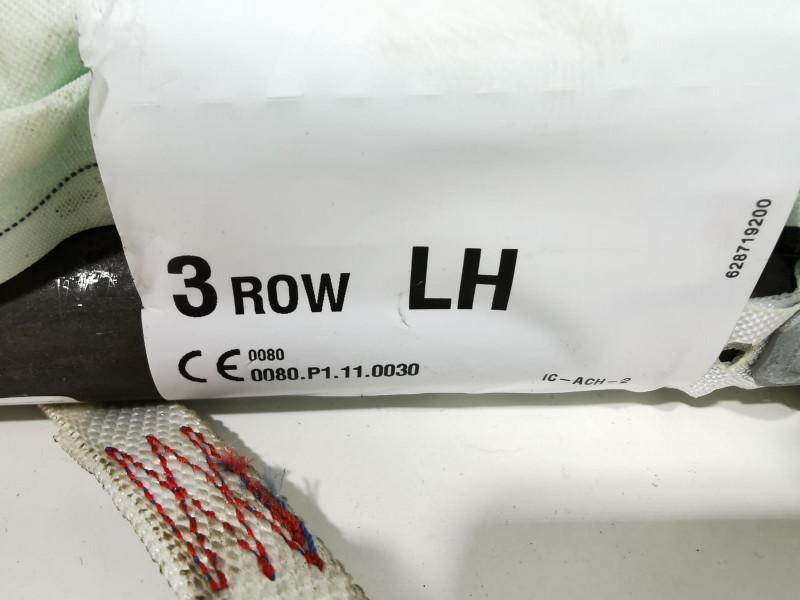 3 ROW LH
CE 0080
0080.P1.11.0030
IC-ACH-2
628719200